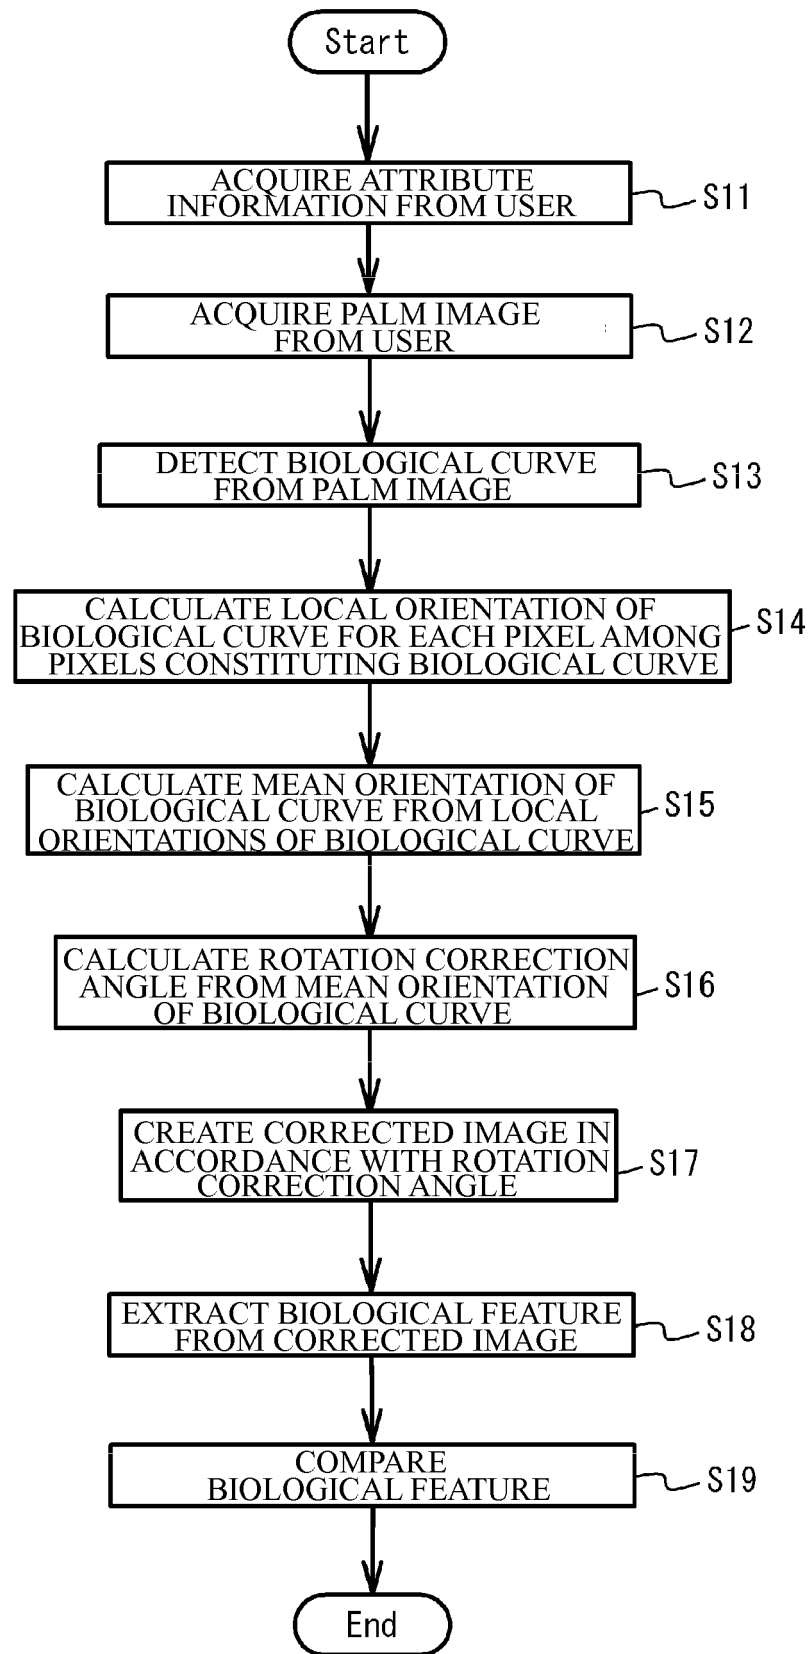 Start
ACQUIRE ATTRIBUTE
INFORMATION FROM USER
S11
ACQUIRE PALM IMAGE
FROM USER
S12
DETECT BIOLOGICAL CURVE
FROM PALM IMAGE
S13
CALCULATE LOCAL ORIENTATION OF
BIOLOGICAL CURVE FOR EACH PIXEL AMONG
PIXELS CONSTITUTING BIOLOGICAL CURVE
S14
CALCULATE MEAN ORIENTATION OF
BIOLOGICAL CURVE FROM LOCAL
ORIENTATIONS OF BIOLOGICAL CURVE
S15
CALCULATE ROTATION CORRECTION
ANGLE FROM MEAN ORIENTATION
OF BIOLOGICAL CURVE
S16
CREATE CORRECTED IMAGE IN
ACCORDANCE WITH ROTATION
CORRECTION ANGLE
S17
EXTRACT BIOLOGICAL FEATURE
FROM CORRECTED IMAGE
S18
COMPARE
BIOLOGICAL FEATURE
S19
End